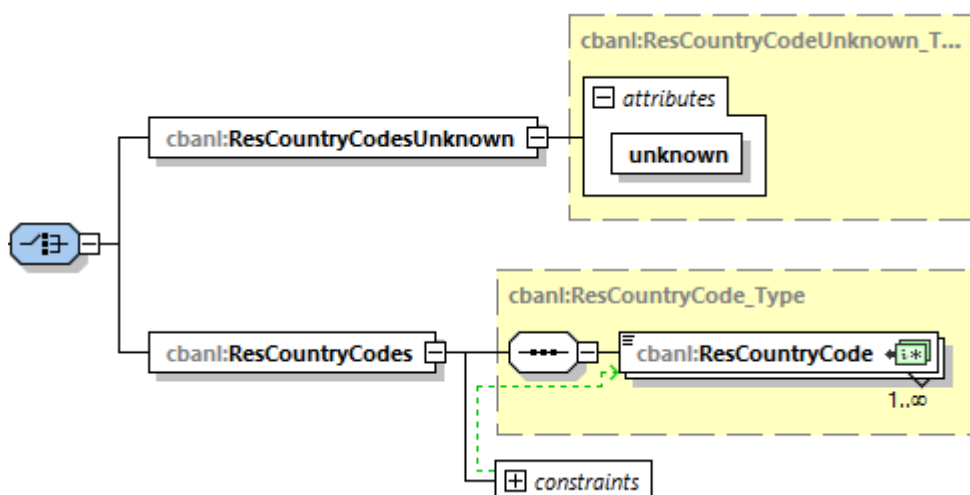 cbanl:ResCountryCodeUnknown_T...
attributes
cbanl:ResCountryCodesUnknown
unknown
cbanl:ResCountryCode_Type
cbanl:ResCountryCodes
cbanl:ResCountryCode
i*
1..∞
constraints